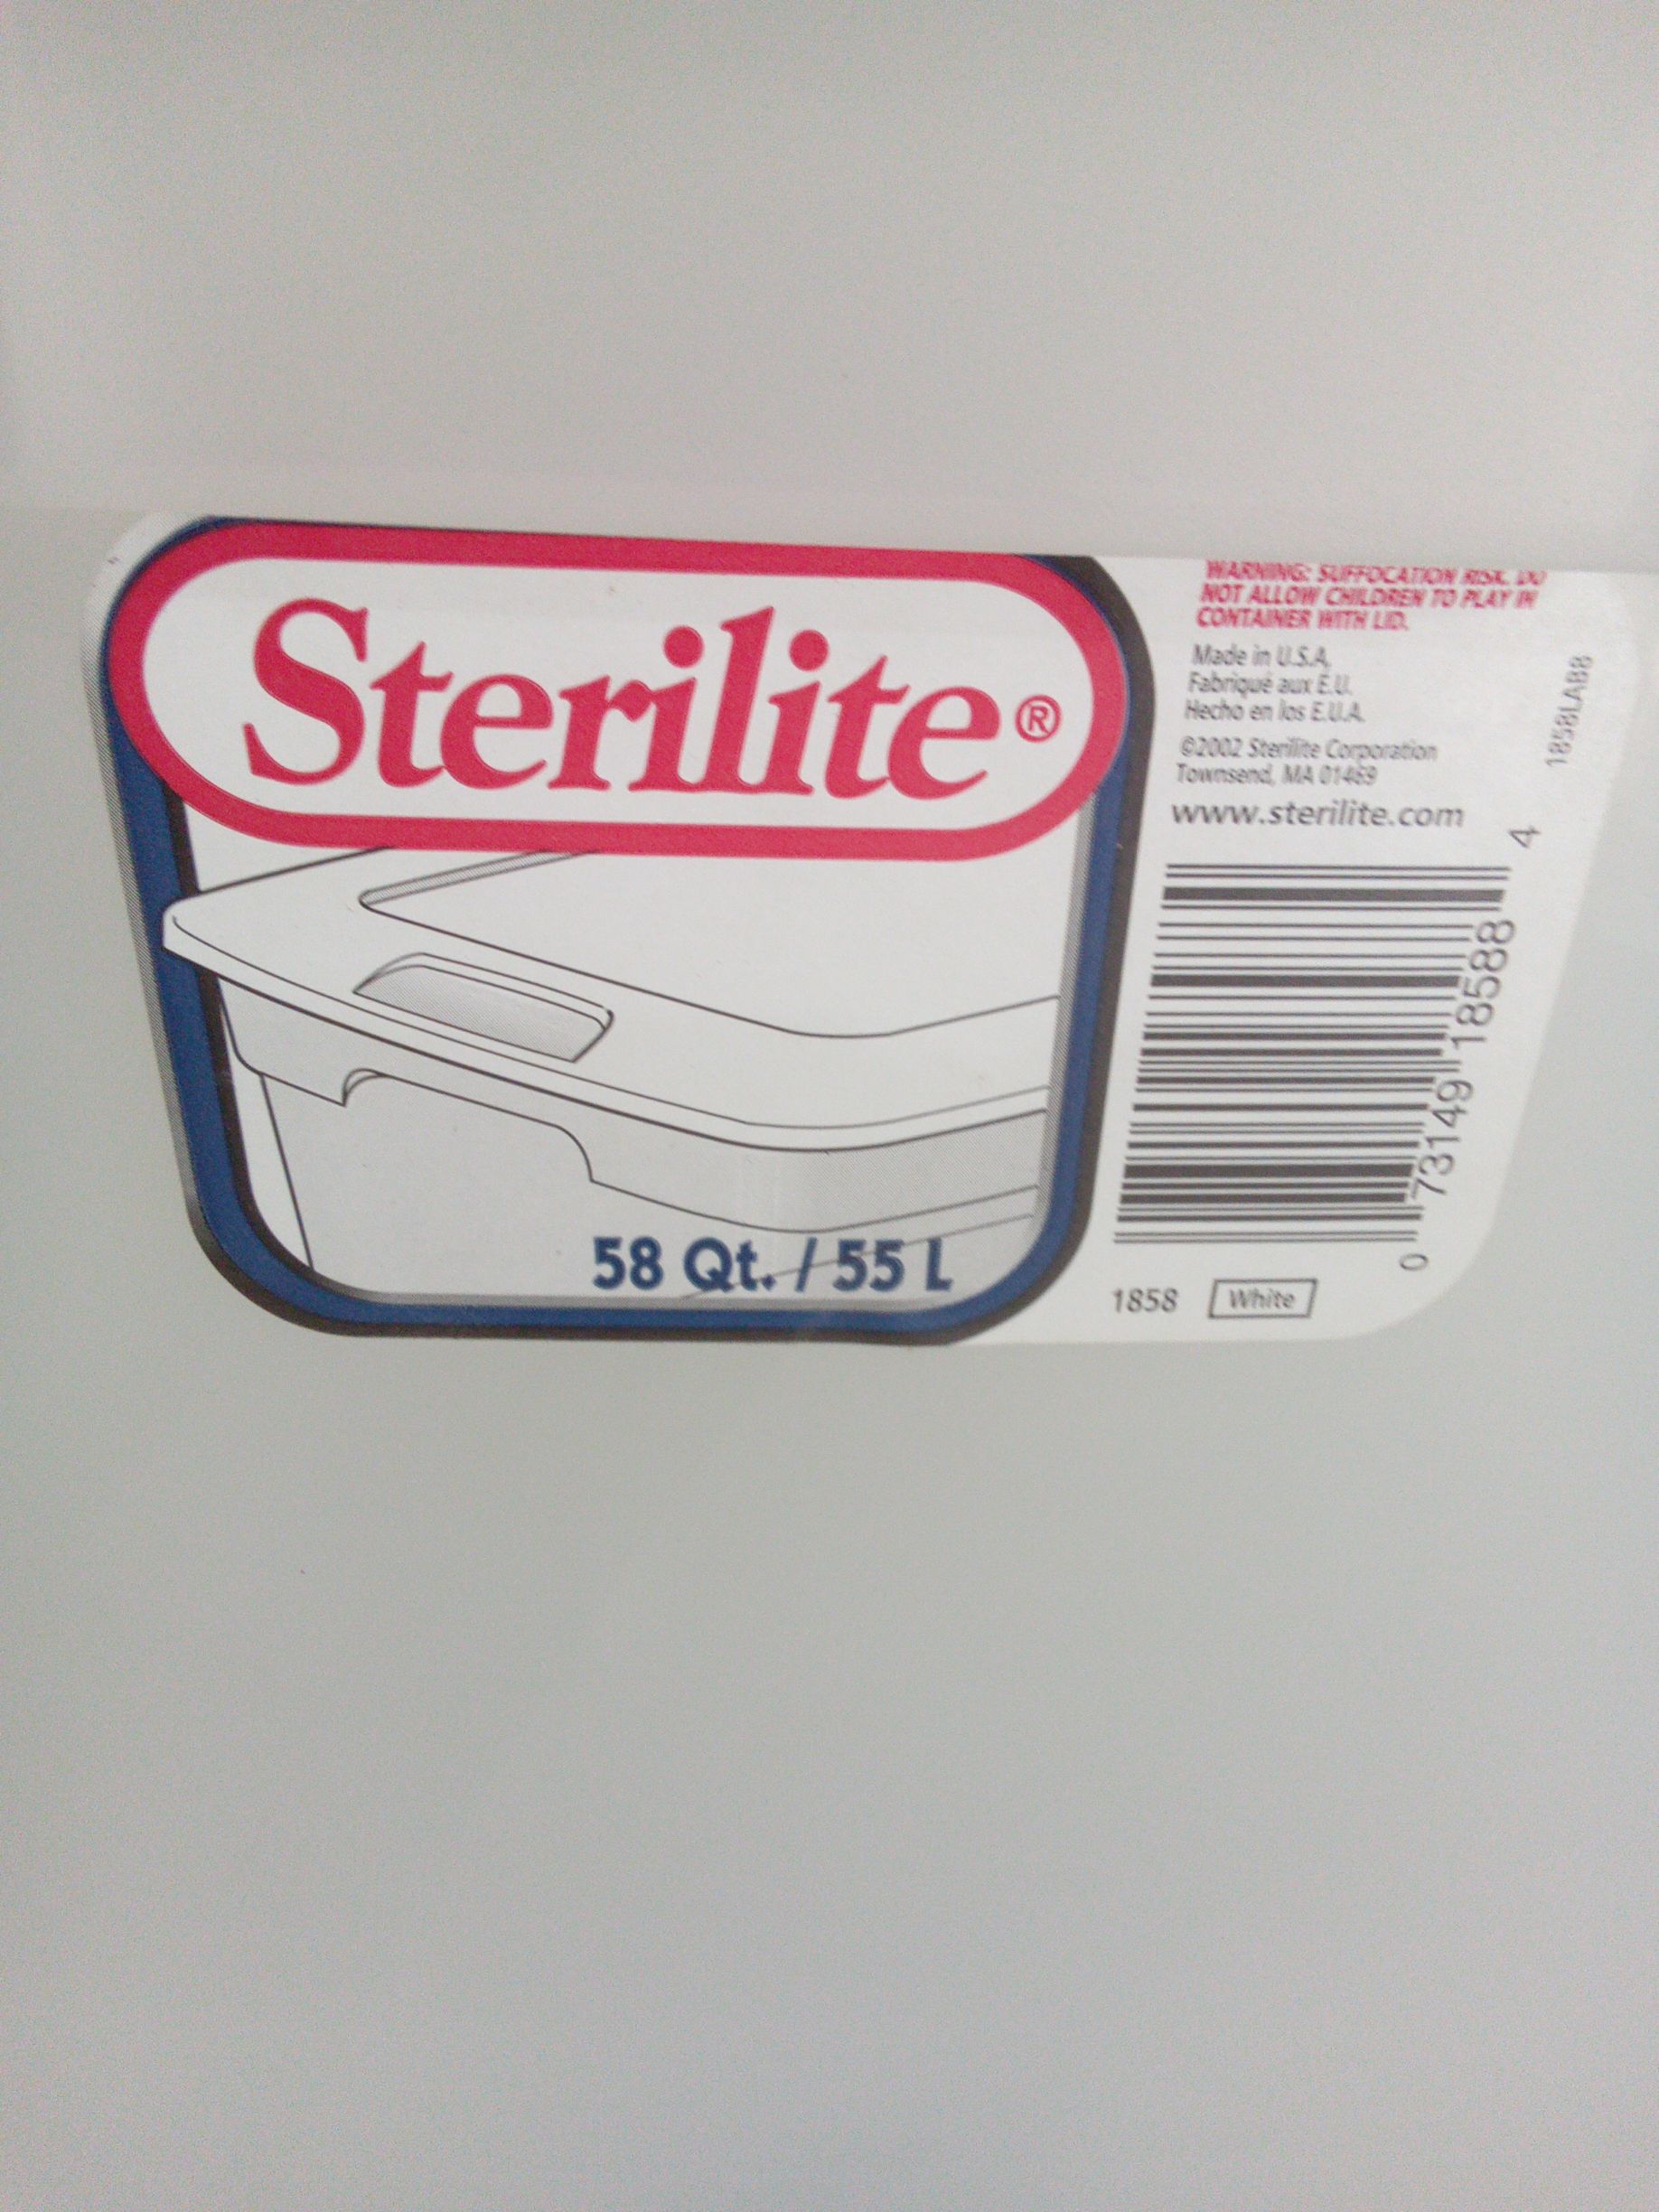 Sterilite®
58 Qt. / 55 L
WARNING: SUFFOCATION RISK. DO
NOT ALLOW CHILDREN TO PLAY IN
CONTAINER WITH LID.
Made in U.S.A.
Fabriqué aux É.U.
Hecho en los E.U.A.
©2002 Sterilite Corporation
Townsend, MA 01469
www.sterilite.com
1858LAB8
0 73149 18588 4
1858 White